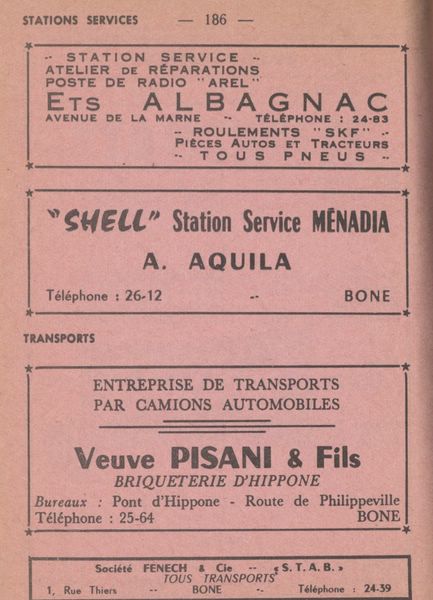 STATIONS SERVICES — 186 —
-- STATION SERVICE --
ATELIER DE RÉPARATIONS
POSTE DE RADIO "AREL"
ETS ALBAGNAC
AVENUE DE LA MARNE -- TÉLÉPHONE : 24-83
-- ROULEMENTS "SKF" --
PIÈCES AUTOS ET TRACTEURS
-- TOUS PNEUS --
"SHELL" Station Service MÉNADIA
A. AQUILA
Téléphone : 26-12 -- BONE
TRANSPORTS
ENTREPRISE DE TRANSPORTS
PAR CAMIONS AUTOMOBILES
Veuve PISANI & Fils
BRIQUETERIE D'HIPPONE
Bureaux : Pont d'Hippone - Route de Philippeville
Téléphone : 25-64 BONE
Société FENECH & Cie -- « S.T.A.B. »
TOUS TRANSPORTS
1, Rue Thiers -- BONE -- Téléphone : 24-39